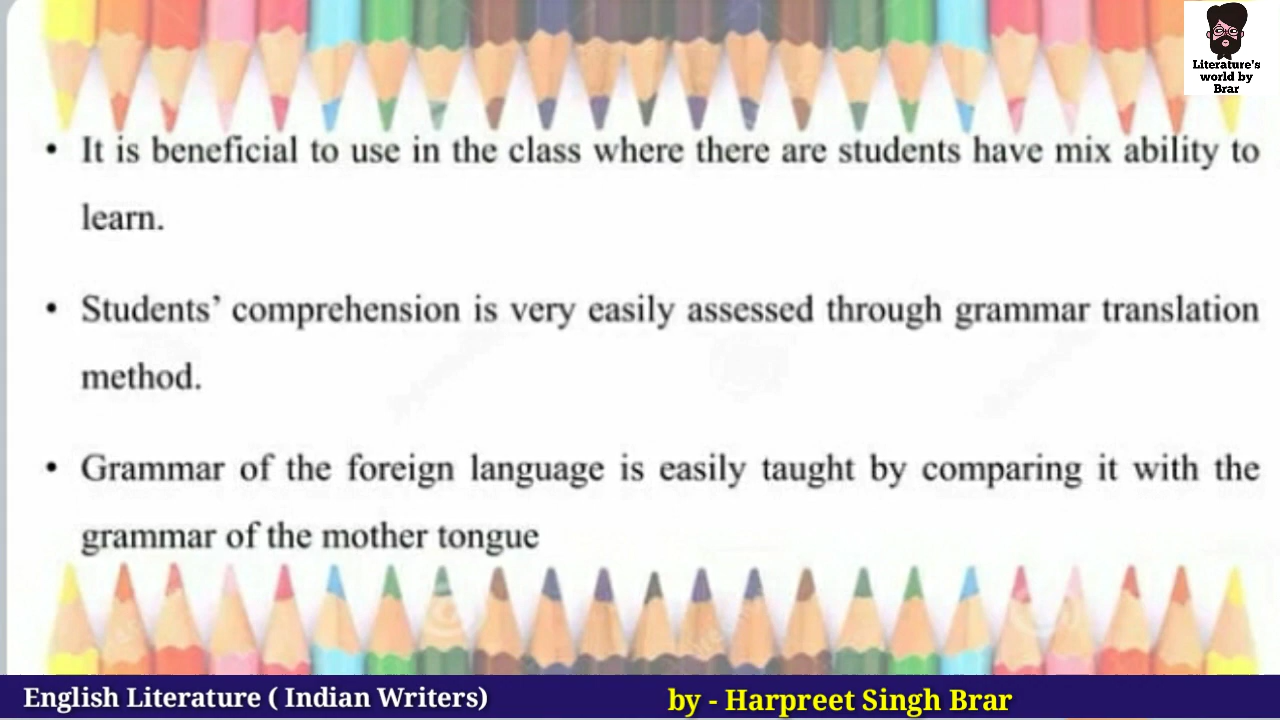 Literature's
world by
Brar
• It is beneficial to use in the class where there are students have mix ability to
learn.
• Students’ comprehension is very easily assessed through grammar translation
method.
• Grammar of the foreign language is easily taught by comparing it with the
grammar of the mother tongue
English Literature ( Indian Writers)
by - Harpreet Singh Brar